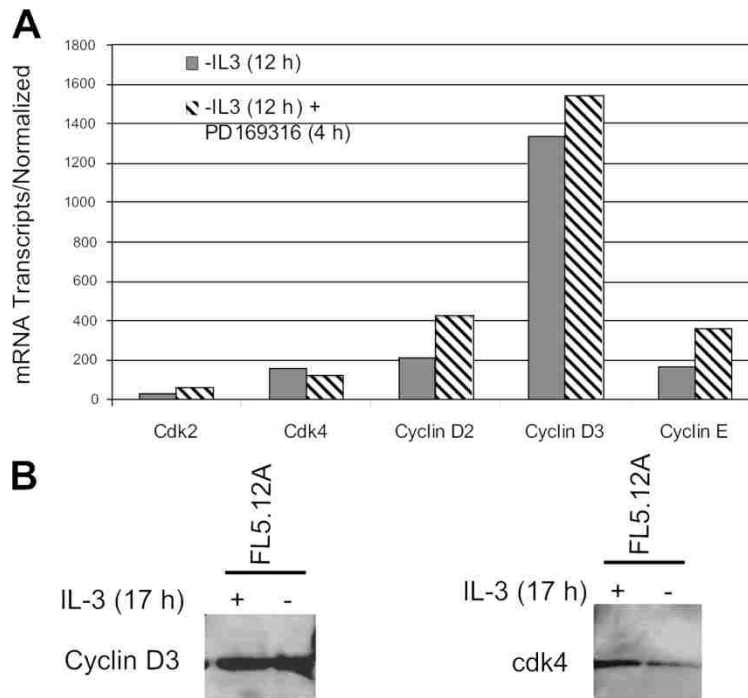 A
mRNA Transcripts/Normalized
1800
1600
1400
1200
1000
800
600
400
200
0
-IL3 (12 h)
-IL3 (12 h) +
PD169316 (4 h)
Cdk2 Cdk4 Cyclin D2 Cyclin D3 Cyclin E
B
FL5.12A FL5.12A
IL-3 (17 h) + - IL-3 (17 h) + -
Cyclin D3 cdk4